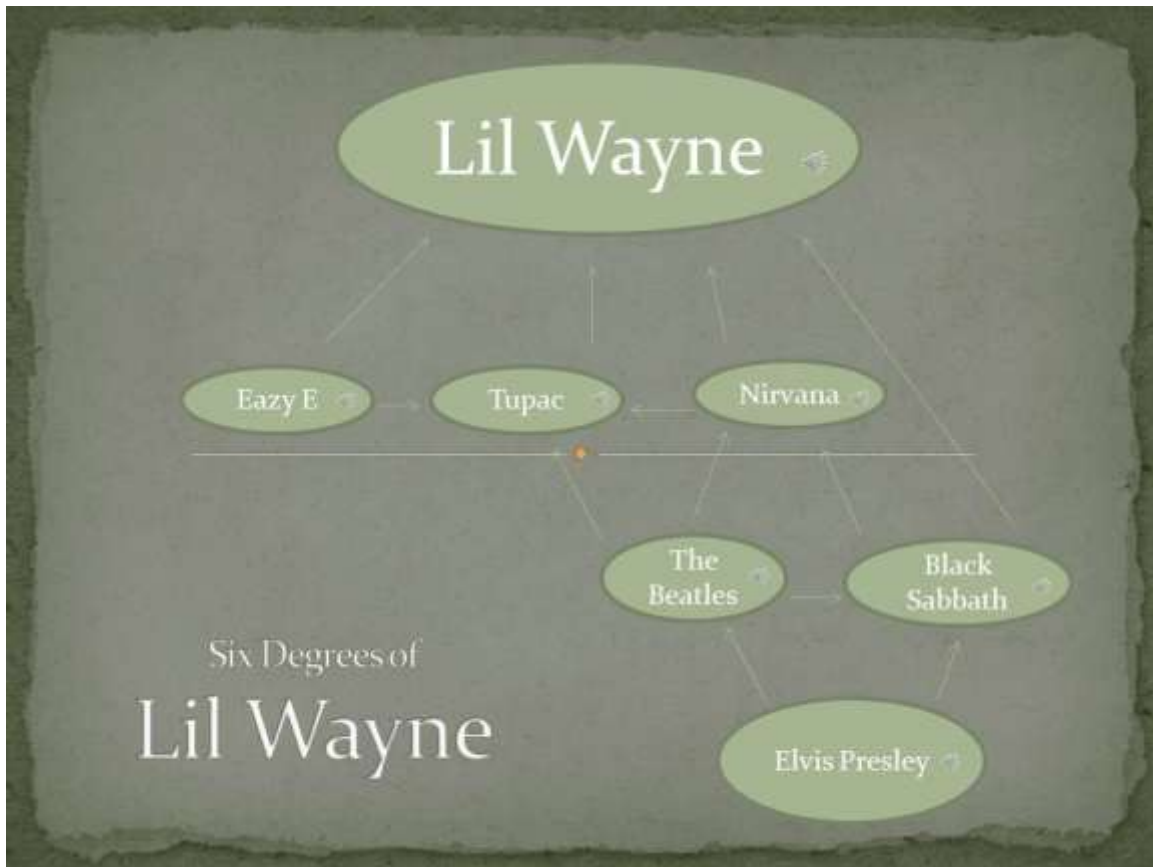 Lil Wayne
Eazy E
Tupac
Nirvana
The
Beatles
Black
Sabbath
Six Degrees of
Lil Wayne
Elvis Presley